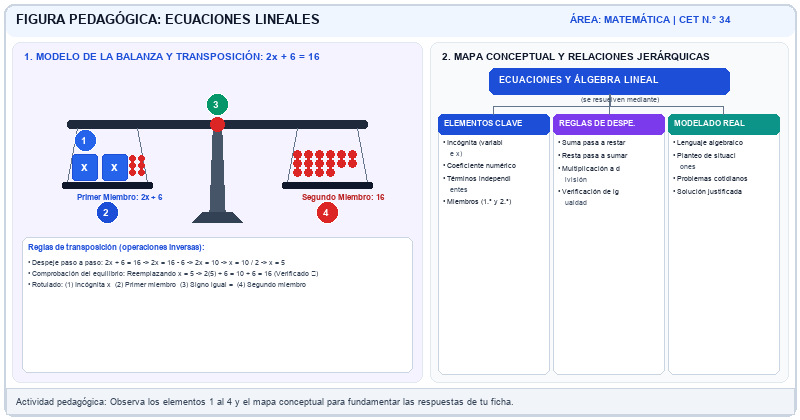 FIGURA PEDAGÓGICA: ECUACIONES LINEALES
ÁREA: MATEMÁTICA | CET N.° 34
1. MODELO DE LA BALANZA Y TRANSPOSICIÓN: 2x + 6 = 16
3
1
x x
Primer Miembro: 2x + 6
Segundo Miembro: 16
2
4
Reglas de transposición (operaciones inversas):
• Despeje paso a paso: 2x + 6 = 16 -> 2x = 16 - 6 -> 2x = 10 -> x = 10 / 2 -> x = 5
• Comprobación del equilibrio: Reemplazando x = 5 -> 2(5) + 6 = 10 + 6 = 16 (Verificado □)
• Rotulado: (1) Incógnita x (2) Primer miembro (3) Signo igual = (4) Segundo miembro
2. MAPA CONCEPTUAL Y RELACIONES JERÁRQUICAS
ECUACIONES Y ÁLGEBRA LINEAL
(se resuelven mediante)
ELEMENTOS CLAVE
• Incógnita (variabl
e x)
• Coeficiente numérico
• Términos independi
entes
• Miembros (1.° y 2.°)
REGLAS DE DESPE.
• Suma pasa a restar
• Resta pasa a sumar
• Multiplicación a d
ivisión
• Verificación de ig
ualdad
MODELADO REAL
• Lenguaje algebraico
• Planteo de situaci
ones
• Problemas cotidianos
• Solución justificada
Actividad pedagógica: Observa los elementos 1 al 4 y el mapa conceptual para fundamentar las respuestas de tu ficha.